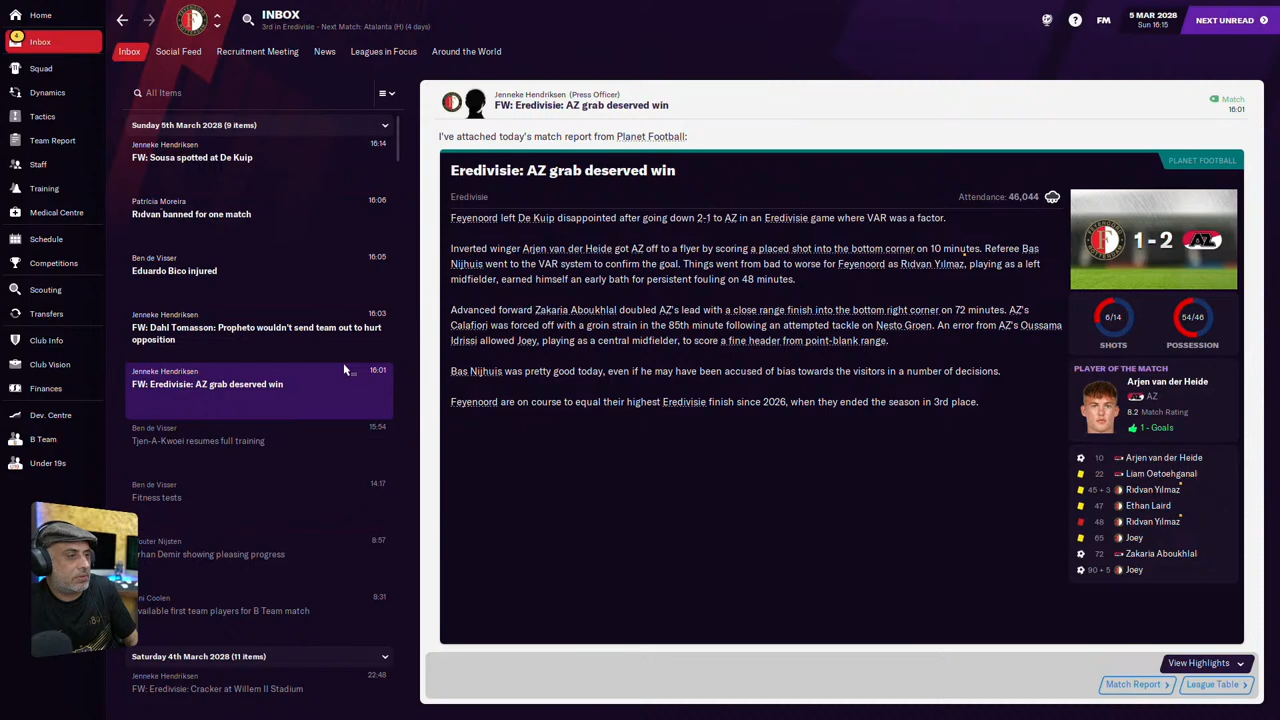 Home
Inbox
4
Squad
Dynamics
Tactics
Team Report
Staff
Training
Medical Centre
Schedule
Competitions
Scouting
Transfers
Club Info
Club Vision
Finances
Dev. Centre
B Team
Under 19s
INBOX
3rd in Eredivisie - Next Match: Atalanta (H) (4 days)
FM
5 MAR 2028
Sun 16:15
NEXT UNREAD
Inbox
Social Feed
Recruitment Meeting
News
Leagues in Focus
Around the World
All Items
Sunday 5th March 2028 (9 items)
Jenneke Hendriksen 16:14
FW: Sousa spotted at De Kuip
Patrícia Moreira 16:06
Rıdvan banned for one match
Ben de Visser 16:05
Eduardo Bico injured
Jenneke Hendriksen 16:03
FW: Dahl Tomasson: Propheto wouldn't send team out to hurt
opposition
Jenneke Hendriksen 16:01
FW: Eredivisie: AZ grab deserved win
Ben de Visser 15:54
Tjen-A-Kwoei resumes full training
Ben de Visser 14:17
Fitness tests
outer Nijsten 8:57
rhan Demir showing pleasing progress
ni Coolen 8:31
vailable first team players for B Team match
Saturday 4th March 2028 (11 items)
Jenneke Hendriksen 22:48
FW: Eredivisie: Cracker at Willem II Stadium
Jenneke Hendriksen (Press Officer)
FW: Eredivisie: AZ grab deserved win
Match
16:01
I've attached today's match report from Planet Football:
PLANET FOOTBALL
Eredivisie: AZ grab deserved win
Eredivisie
Attendance: 46,044
Feyenoord left De Kuip disappointed after going down 2-1 to AZ in an Eredivisie game where VAR was a factor.
Inverted winger Arjen van der Heide got AZ off to a flyer by scoring a placed shot into the bottom corner on 10 minutes. Referee Bas
Nijhuis went to the VAR system to confirm the goal. Things went from bad to worse for Feyenoord as Rıdvan Yılmaz, playing as a left
midfielder, earned himself an early bath for persistent fouling on 48 minutes.
Advanced forward Zakaria Aboukhlal doubled AZ's lead with a close range finish into the bottom right corner on 72 minutes. AZ's
Calafiori was forced off with a groin strain in the 85th minute following an attempted tackle on Nesto Groen. An error from AZ's Oussama
Idrissi allowed Joey, playing as a central midfielder, to score a fine header from point-blank range.
Bas Nijhuis was pretty good today, even if he may have been accused of bias towards the visitors in a number of decisions.
Feyenoord are on course to equal their highest Eredivisie finish since 2026, when they ended the season in 3rd place.
1 - 2
6/14
SHOTS
54/46
POSSESSION
PLAYER OF THE MATCH
Arjen van der Heide
AZ
8.2 Match Rating
1 - Goals
10 Arjen van der Heide
22 Liam Oetoehganal
45 + 3 Rıdvan Yılmaz
47 Ethan Laird
48 Rıdvan Yılmaz
65 Joey
72 Zakaria Aboukhlal
90 + 5 Joey
View Highlights
Match Report
League Table